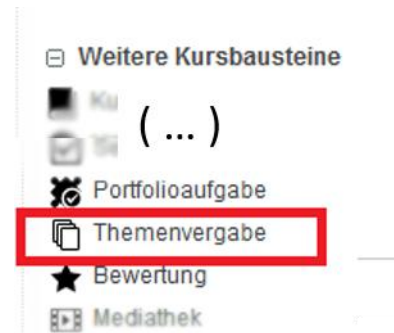 Weitere Kursbausteine
( ... )
Portfolioaufgabe
Themenvergabe
Bewertung
Mediathek